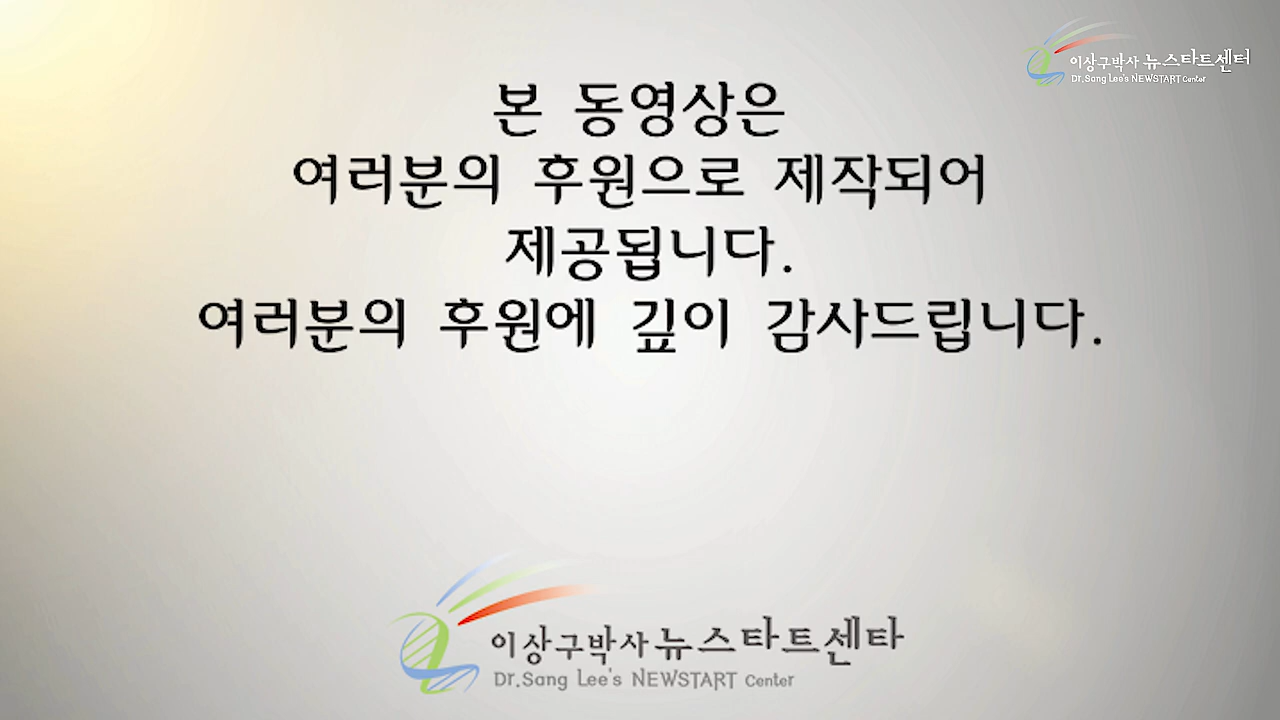 이상구박사 뉴스타트센터
Dr.Sang Lee's NEWSTART Center
본 동영상은
여러분의 후원으로 제작되어
제공됩니다.
여러분의 후원에 깊이 감사드립니다.
이상구박사 뉴스타트센타
Dr.Sang Lee's NEWSTART Center